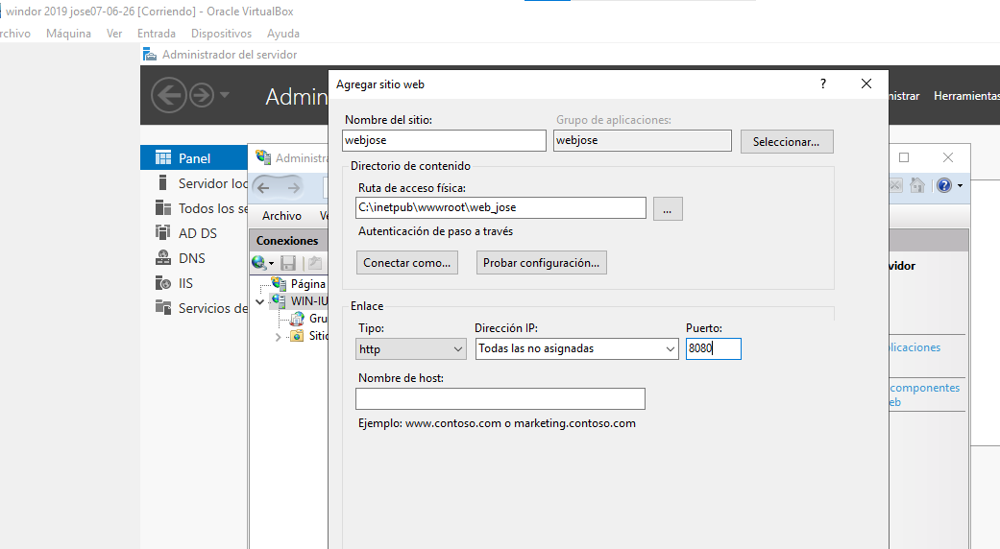 windor 2019 jose07-06-26 [Corriendo] - Oracle VirtualBox
rchivo Máquina Ver Entrada Dispositivos Ayuda
Administrador del servidor
Agregar sitio web ?
Admin
nistrar Herramientas
Nombre del sitio: Grupo de aplicaciones:
webjose webjose Seleccionar...
Panel
Administra
Directorio de contenido
Servidor loc
Ruta de acceso física:
C:\inetpub\wwwroot\web_jose ...
Todos los se
Archivo Ve
AD DS
Autenticación de paso a través
Conexiones
DNS
Conectar como... Probar configuración...
vidor
IIS
Página
WIN-IU
Servicios de
Enlace
Gru
Sitio
Tipo: Dirección IP: Puerto:
http Todas las no asignadas 8080
plicaciones
Nombre de host:
componentes
eb
Ejemplo: www.contoso.com o marketing.contoso.com